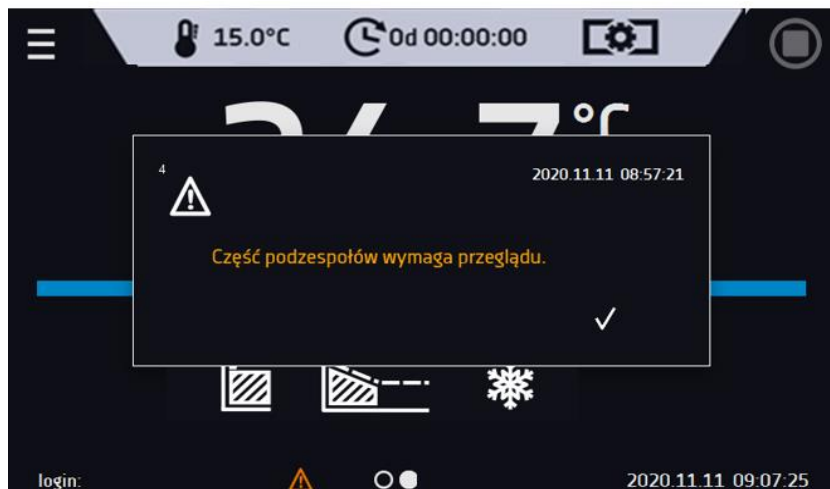 15.0°C 0d 00:00:00
°C
4
2020.11.11 08:57:21
Część podzespołów wymaga przeglądu.
login:
2020.11.11 09:07:25